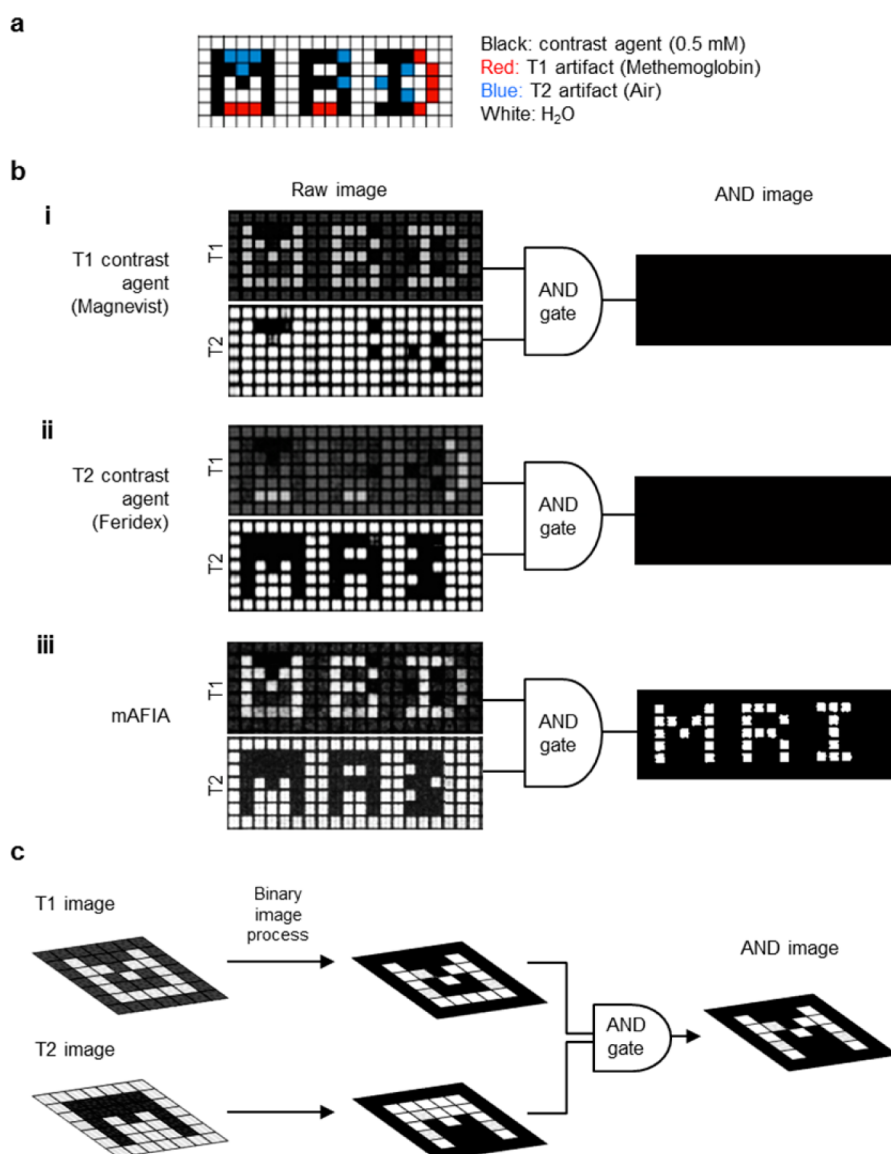 a
Black: contrast agent (0.5 mM)
Red: T1 artifact (Methemoglobin)
Blue: T2 artifact (Air)
White: H₂O
b
Raw image
AND image
i
T1 contrast
agent
(Magnevist)
T1
T2
AND
gate
ii
T2 contrast
agent
(Feridex)
T1
T2
AND
gate
iii
mAFIA
T1
T2
AND
gate
MRI
c
T1 image
Binary
image
process
AND image
T2 image
AND
gate